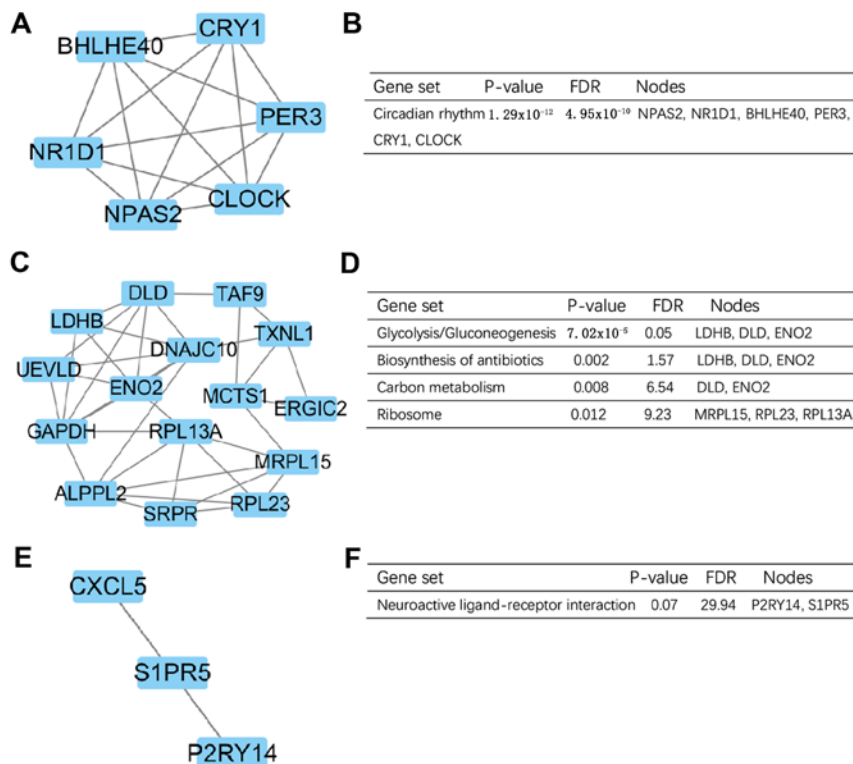 A
BHLHE40
CRY1
PER3
NR1D1
CLOCK
NPAS2
B
Gene set P-value FDR Nodes
Circadian rhythm 1.29x10⁻¹² 4.95x10⁻¹⁰ NPAS2, NR1D1, BHLHE40, PER3,
CRY1, CLOCK
C
DLD
TAF9
LDHB
TXNL1
DNAJC10
UEVLD
ENO2
MCTS1
ERGIC2
GAPDH
RPL13A
MRPL15
ALPPL2
RPL23
SRPR
D
Gene set P-value FDR Nodes
Glycolysis/Gluconeogenesis 7.02x10⁻⁵ 0.05 LDHB, DLD, ENO2
Biosynthesis of antibiotics 0.002 1.57 LDHB, DLD, ENO2
Carbon metabolism 0.008 6.54 DLD, ENO2
Ribosome 0.012 9.23 MRPL15, RPL23, RPL13A
E
CXCL5
S1PR5
P2RY14
F
Gene set P-value FDR Nodes
Neuroactive ligand-receptor interaction 0.07 29.94 P2RY14, S1PR5